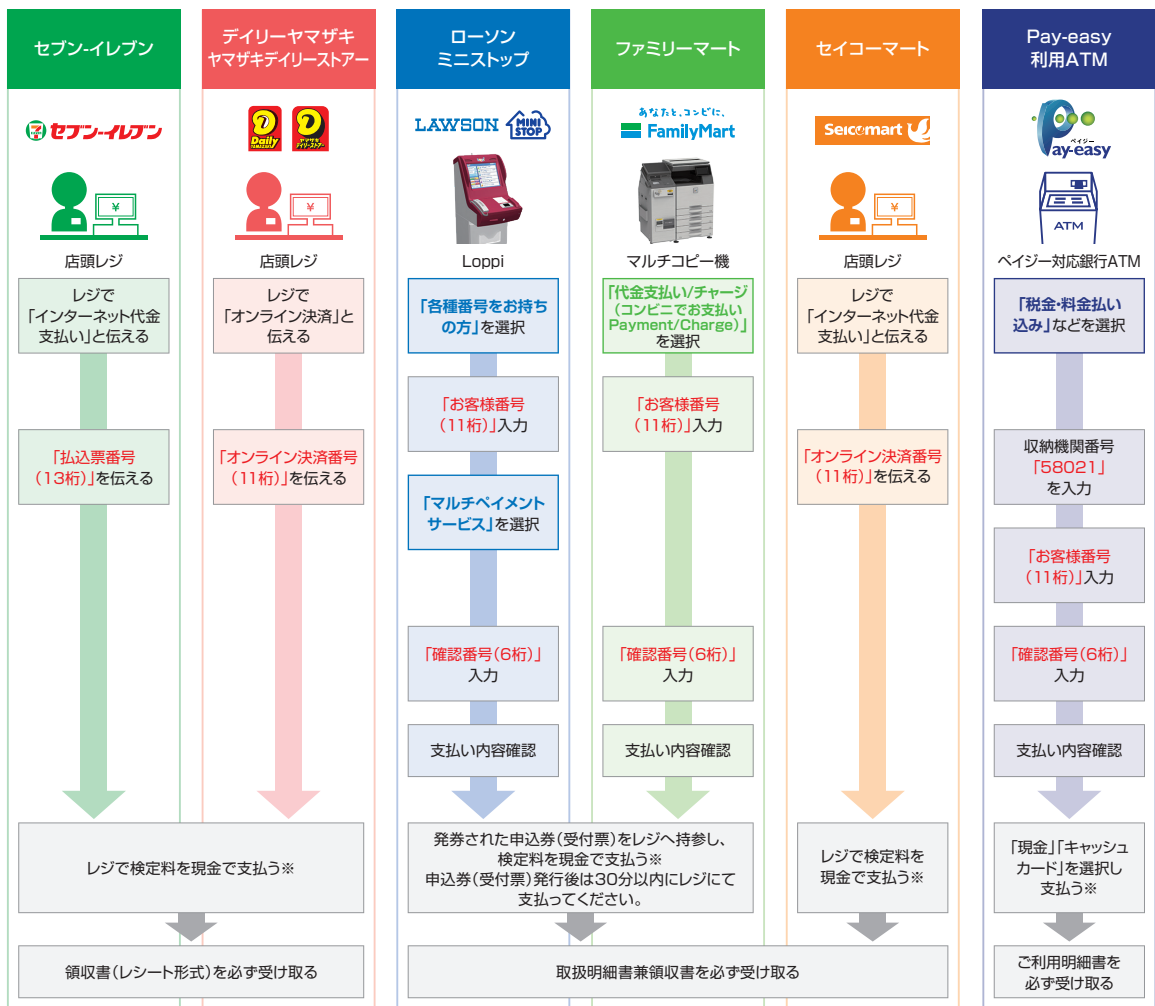 セブン-イレブン
デイリーヤマザキ
ヤマザキデイリーストアー
ローソン
ミニストップ
ファミリーマート
セイコーマート
Pay-easy
利用ATM
セブン-イレブン
Daily
YAMAZAKI
ヤマザキ
デイリーストアー
LAWSON
MINI
STOP
あなたと、コンビに、
FamilyMart
Seicomart
ペイジー
Pay-easy
¥
¥
¥
ATM
店頭レジ
店頭レジ
Loppi
マルチコピー機
店頭レジ
ペイジー対応銀行ATM
レジで
「インターネット代金
支払い」と伝える
「払込票番号
(13桁)」を伝える
レジで
「オンライン決済」と
伝える
「オンライン決済番号
(11桁)」を伝える
「各種番号をお持ち
の方」を選択
「お客様番号
(11桁)」入力
「マルチペイメント
サービス」を選択
「確認番号(6桁)」
入力
支払い内容確認
「代金支払い/チャージ
(コンビニでお支払い
Payment/Charge)」
を選択
「お客様番号
(11桁)」入力
「確認番号(6桁)」
入力
支払い内容確認
レジで
「インターネット代金
支払い」と伝える
「オンライン決済番号
(11桁)」を伝える
「税金・料金払い
込み」などを選択
収納機関番号
「58021」
を入力
「お客様番号
(11桁)」入力
「確認番号(6桁)」
入力
支払い内容確認
レジで検定料を現金で支払う※
発券された申込券(受付票)をレジへ持参し、
検定料を現金で支払う※
申込券(受付票)発行後は30分以内にレジにて
支払ってください。
レジで検定料を
現金で支払う※
「現金」「キャッシュ
カード」を選択し
支払う※
領収書(レシート形式)を必ず受け取る
取扱明細書兼領収書を必ず受け取る
ご利用明細書を
必ず受け取る